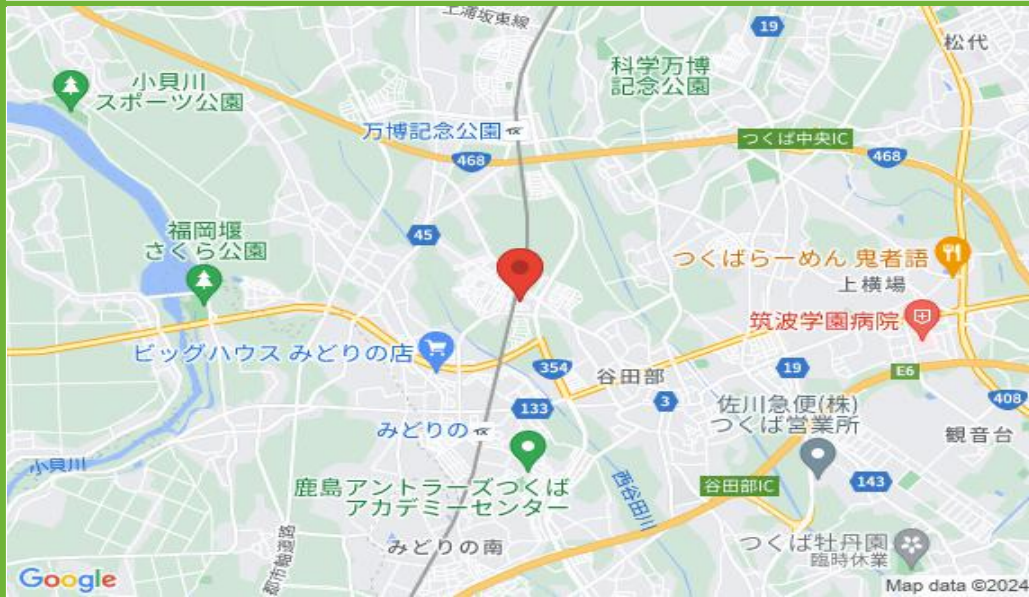 土浦坂東線
19
松代
小貝川
スポーツ公園
科学万博
記念公園
万博記念公園
つくば中央IC
468
468
福岡堰
さくら公園
45
つくばらーめん 鬼者語
上横場
筑波学園病院
ビッグハウス みどりの店
354
谷田部
19
E6
3
408
133
佐川急便(株)
つくば営業所
みどりの
観音台
小貝川
143
鹿島アントラーズつくば
アカデミーセンター
西谷田川
谷田部IC
都市軸道路
みどりの南
つくば牡丹園
臨時休業
Google
Map data ©2024